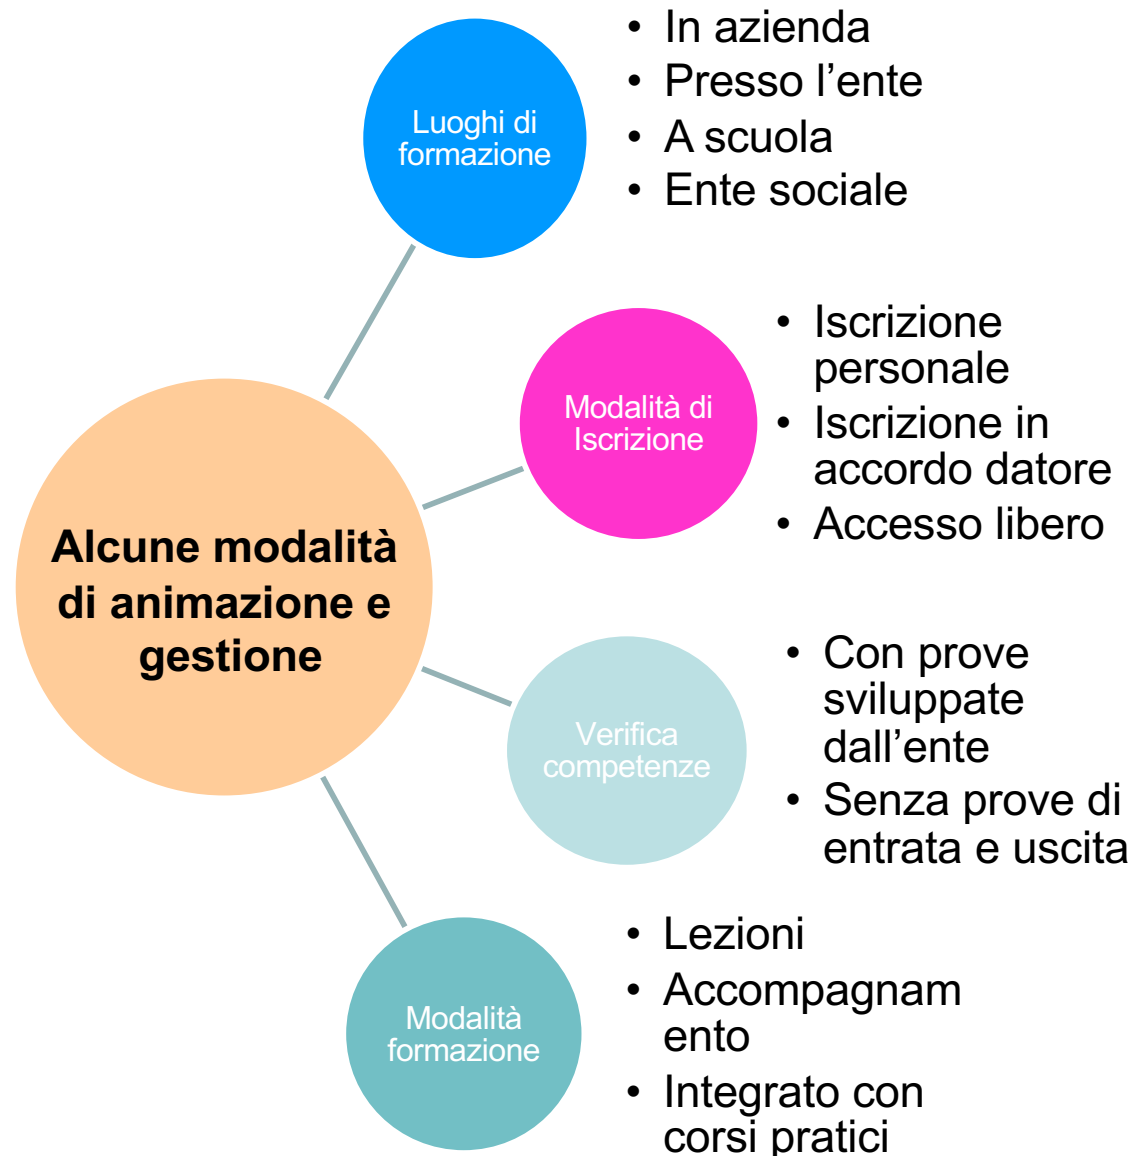 Alcune modalità
di animazione e
gestione
Luoghi di
formazione
• In azienda
• Presso l’ente
• A scuola
• Ente sociale
Modalità di
Iscrizione
• Iscrizione
personale
• Iscrizione in
accordo datore
• Accesso libero
Verifica
competenze
• Con prove
sviluppate
dall’ente
• Senza prove di
entrata e uscita
Modalità
formazione
• Lezioni
• Accompagnam
ento
• Integrato con
corsi pratici